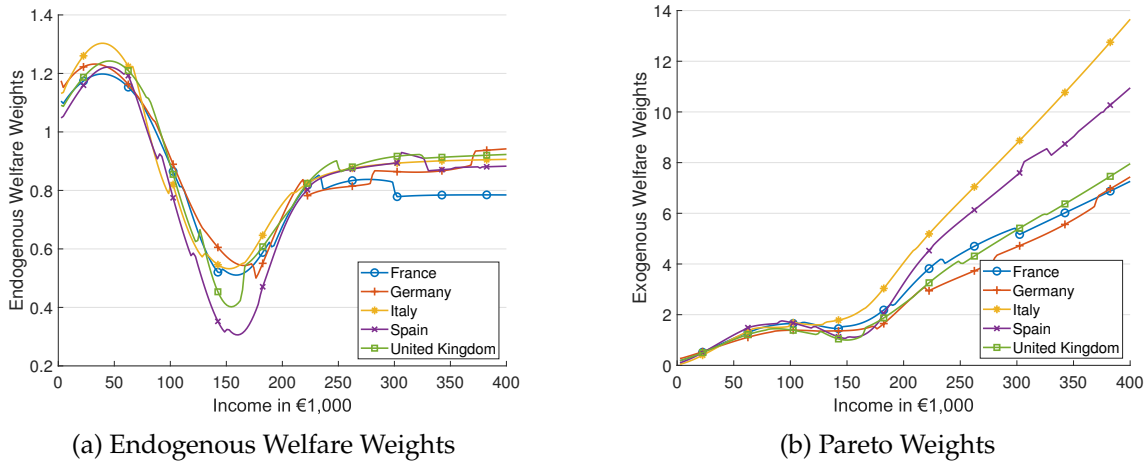 1.4
1.2
1
0.8
0.6
0.4
0.2
Endogenous Welfare Weights
0 50 100 150 200 250 300 350 400
Income in €1,000
France
Germany
Italy
Spain
United Kingdom
(a) Endogenous Welfare Weights
14
12
10
8
6
4
2
0
Exogenous Welfare Weights
0 50 100 150 200 250 300 350 400
Income in €1,000
France
Germany
Italy
Spain
United Kingdom
(b) Pareto Weights